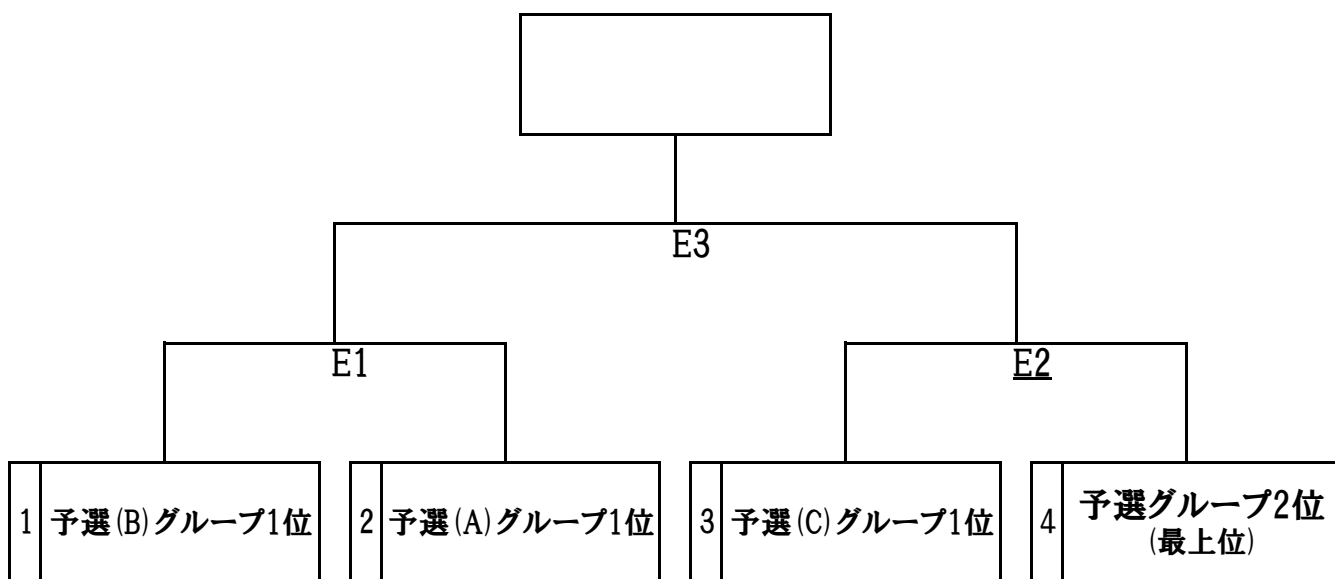 E3
E1
E2
1 予選(B)グループ1位
2 予選(A)グループ1位
3 予選(C)グループ1位
4 予選グループ2位
(最上位)